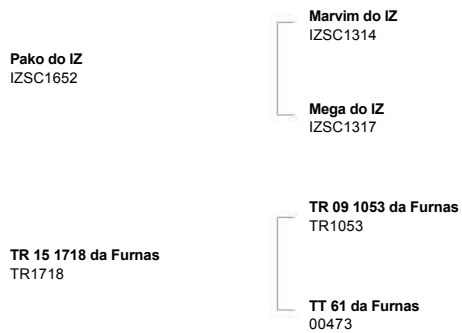 Marvim do IZ
IZSC1314
Pako do IZ
IZSC1652
Mega do IZ
IZSC1317
TR 09 1053 da Furnas
TR1053
TR 15 1718 da Furnas
TR1718
TT 61 da Furnas
00473